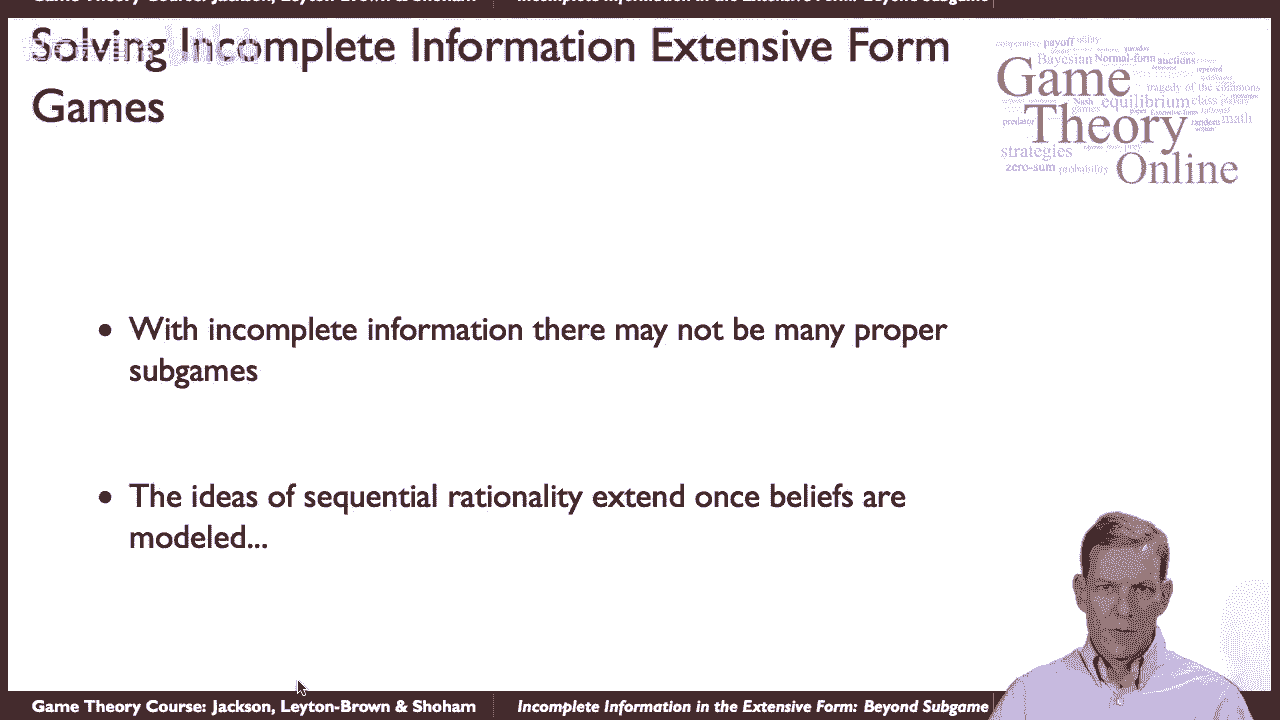 Game Theory Course: Jackson, Leyton-Brown & Shoham
Incomplete Information in the Extensive Form: Beyond Subgame
Solving Incomplete Information Extensive Form
Games
payoff
Bayesian Normal-form auctions
Game
tragedy of the commons
Nash equilibrium class
Theory math
predator
random
strategies
zero-sum probability
Online
• With incomplete information there may not be many proper
subgames
• The ideas of sequential rationality extend once beliefs are
modeled...
Game Theory Course: Jackson, Leyton-Brown & Shoham
Incomplete Information in the Extensive Form: Beyond Subgame